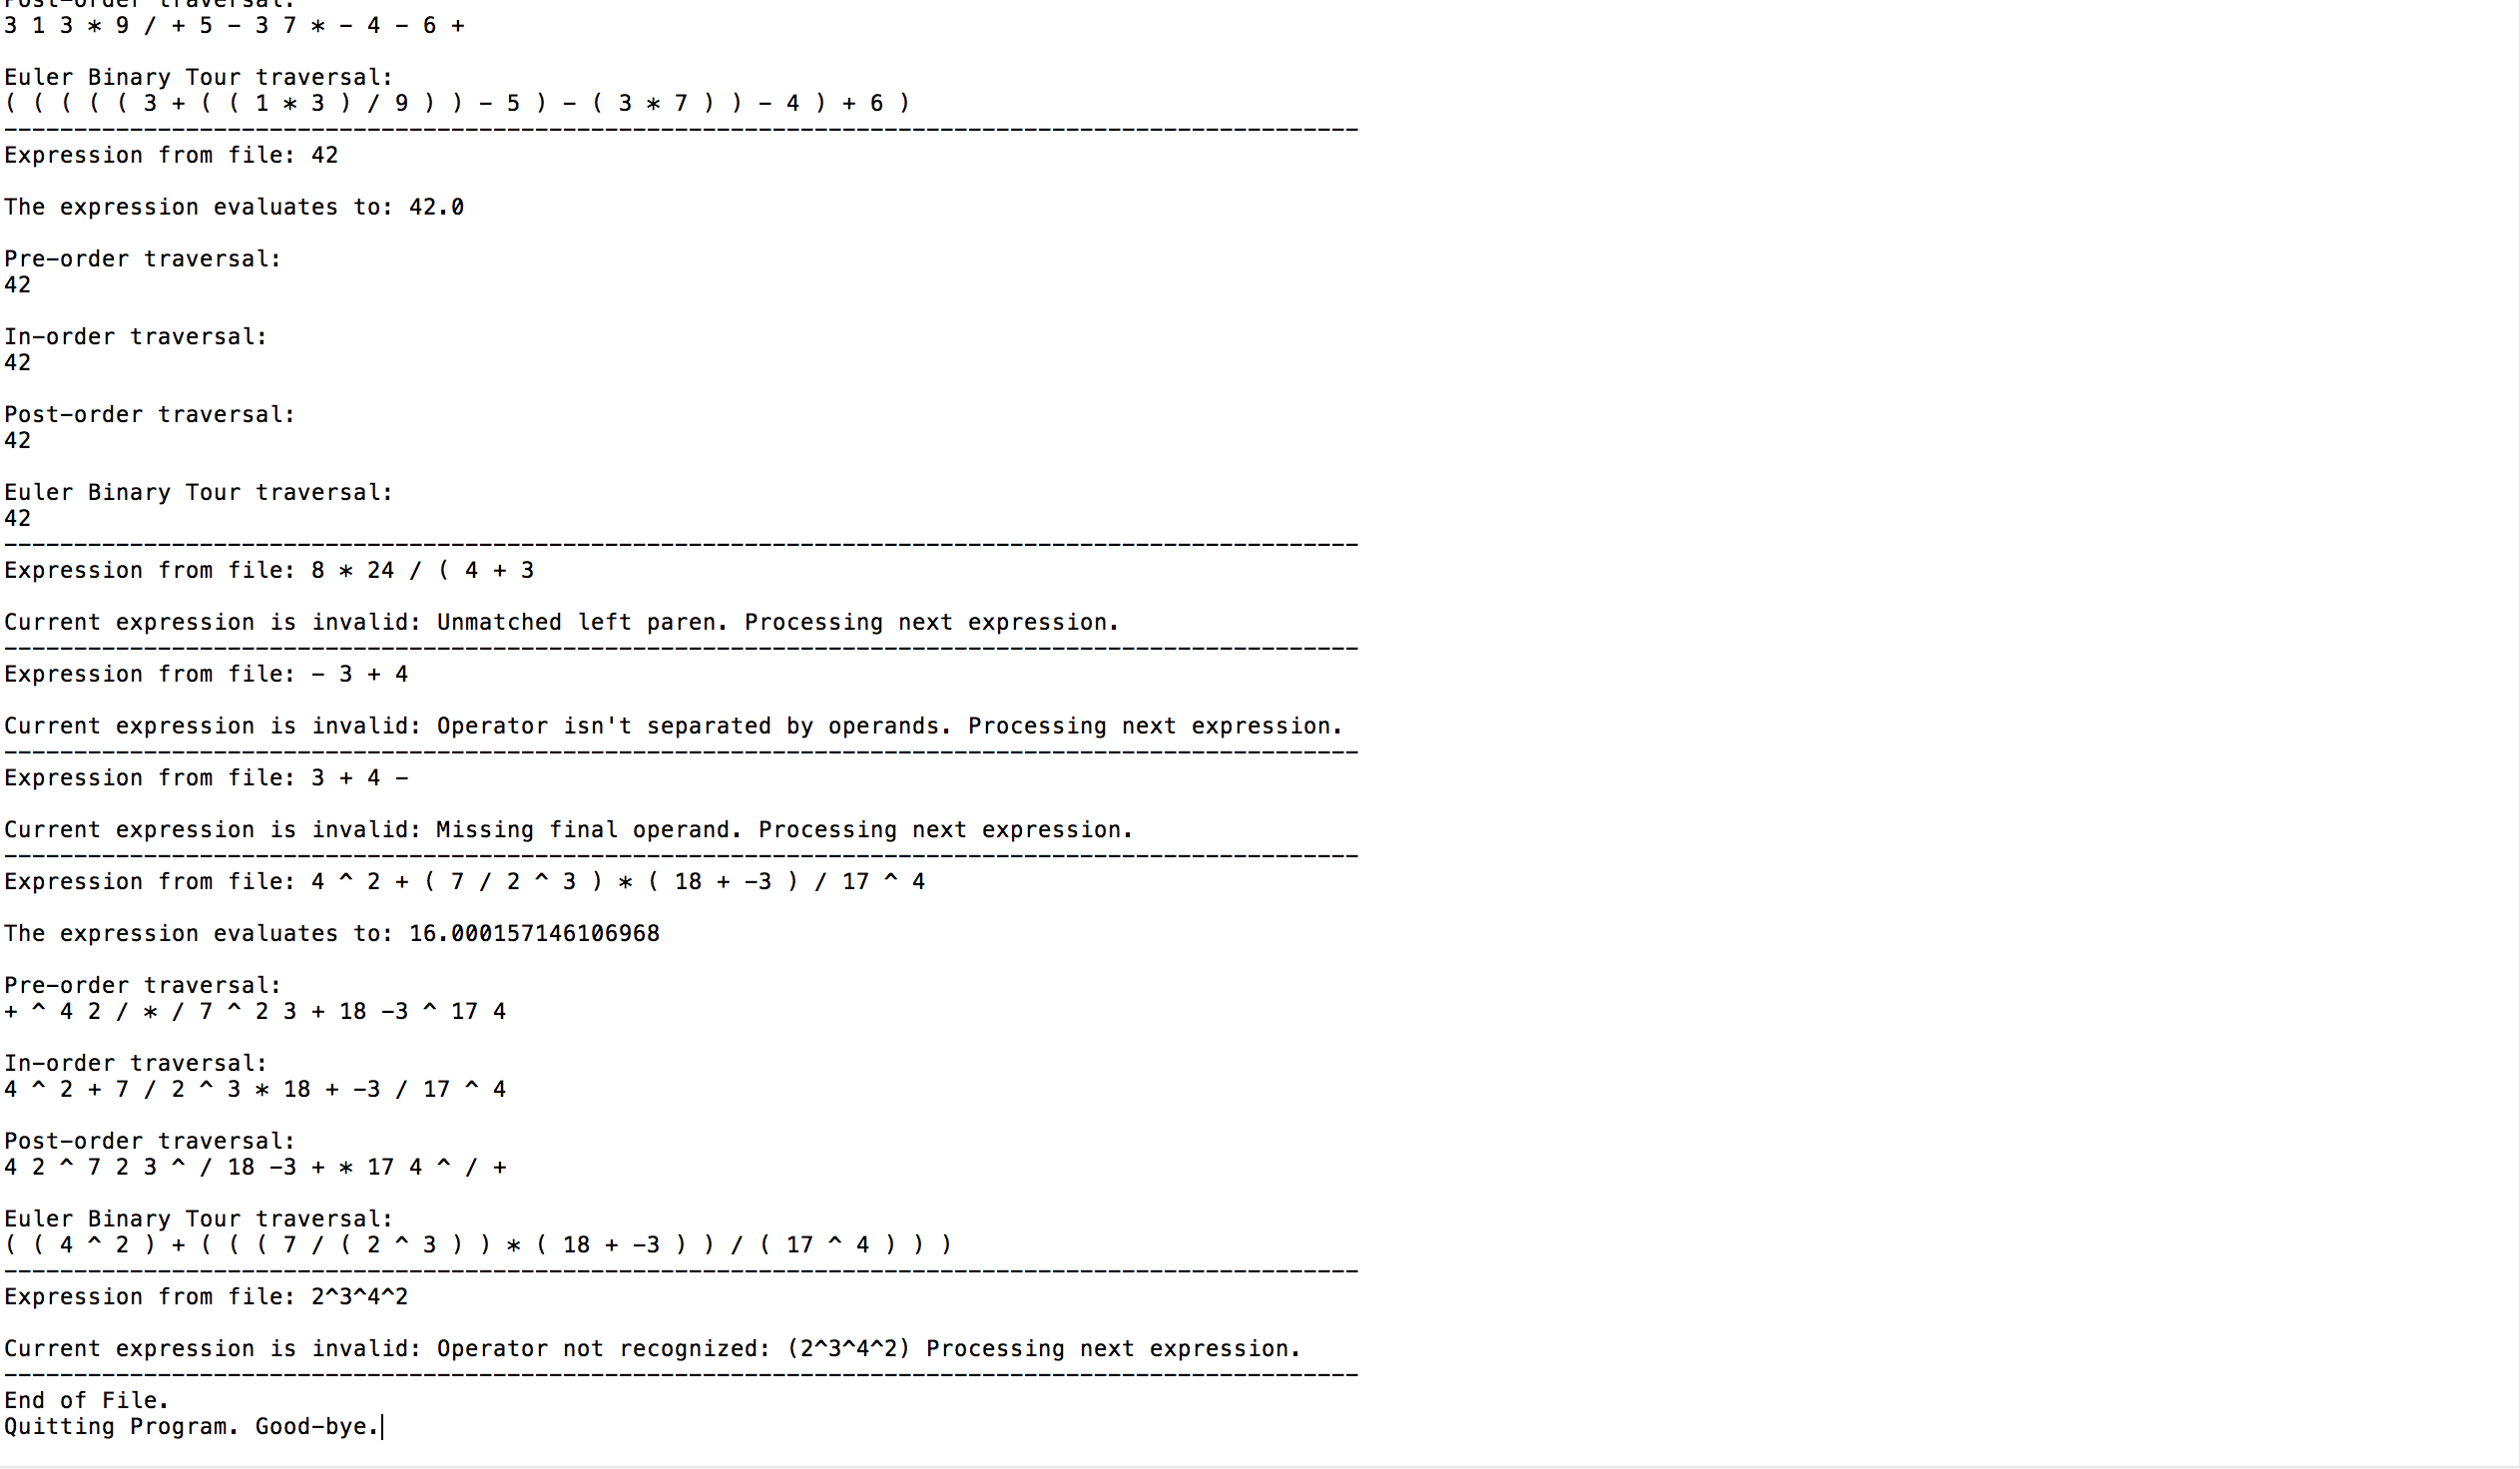 Post-order traversal:
3 1 3 * 9 / + 5 - 3 7 * - 4 - 6 +
Euler Binary Tour traversal:
( ( ( ( ( 3 + ( ( 1 * 3 ) / 9 ) ) - 5 ) - ( 3 * 7 ) ) - 4 ) + 6 )
-------------------------------------------------------------------------------------------------
Expression from file: 42
The expression evaluates to: 42.0
Pre-order traversal:
42
In-order traversal:
42
Post-order traversal:
42
Euler Binary Tour traversal:
42
-------------------------------------------------------------------------------------------------
Expression from file: 8 * 24 / ( 4 + 3
Current expression is invalid: Unmatched left paren. Processing next expression.
-------------------------------------------------------------------------------------------------
Expression from file: - 3 + 4
Current expression is invalid: Operator isn't separated by operands. Processing next expression.
-------------------------------------------------------------------------------------------------
Expression from file: 3 + 4 -
Current expression is invalid: Missing final operand. Processing next expression.
-------------------------------------------------------------------------------------------------
Expression from file: 4 ^ 2 + ( 7 / 2 ^ 3 ) * ( 18 + -3 ) / 17 ^ 4
The expression evaluates to: 16.000157146106968
Pre-order traversal:
+ ^ 4 2 / * / 7 ^ 2 3 + 18 -3 ^ 17 4
In-order traversal:
4 ^ 2 + 7 / 2 ^ 3 * 18 + -3 / 17 ^ 4
Post-order traversal:
4 2 ^ 7 2 3 ^ / 18 -3 + * 17 4 ^ / +
Euler Binary Tour traversal:
( ( 4 ^ 2 ) + ( ( ( 7 / ( 2 ^ 3 ) ) * ( 18 + -3 ) ) / ( 17 ^ 4 ) ) )
-------------------------------------------------------------------------------------------------
Expression from file: 2^3^4^2
Current expression is invalid: Operator not recognized: (2^3^4^2) Processing next expression.
-------------------------------------------------------------------------------------------------
End of File.
Quitting Program. Good-bye.